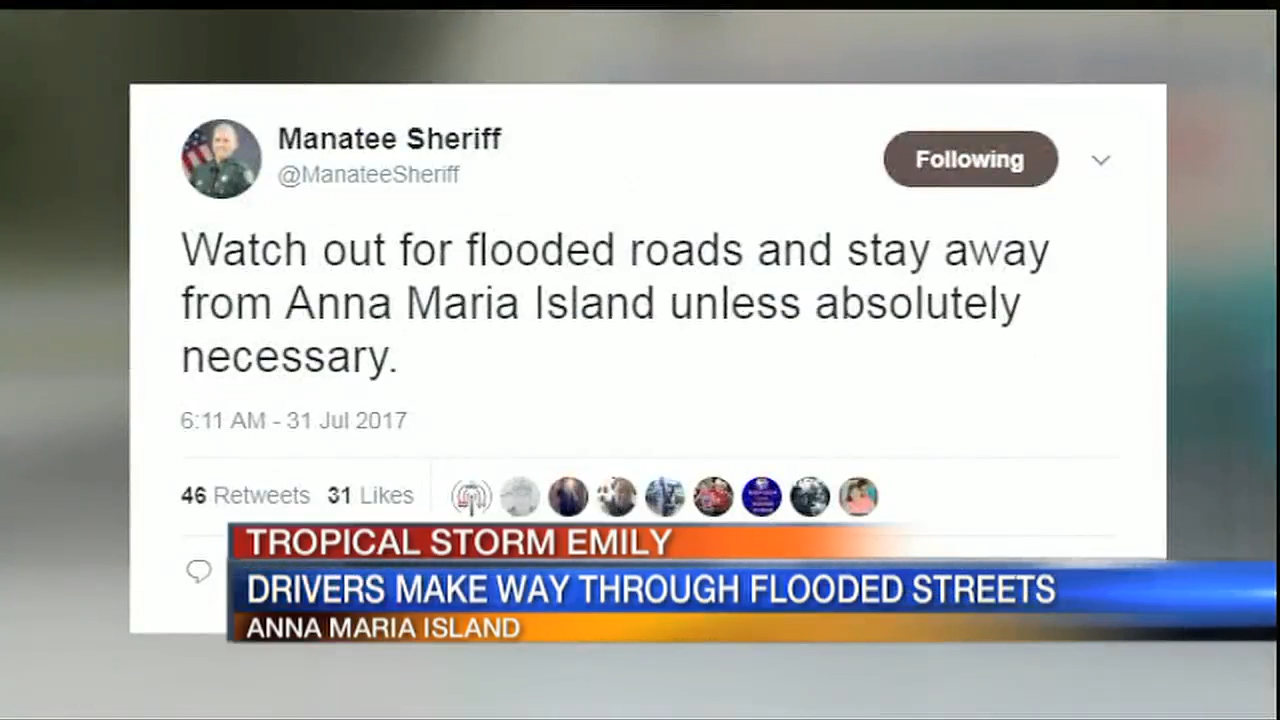 Manatee Sheriff
@ManateeSheriff
Following
Watch out for flooded roads and stay away
from Anna Maria Island unless absolutely
necessary.
6:11 AM - 31 Jul 2017
46 Retweets 31 Likes
TROPICAL STORM EMILY
DRIVERS MAKE WAY THROUGH FLOODED STREETS
ANNA MARIA ISLAND